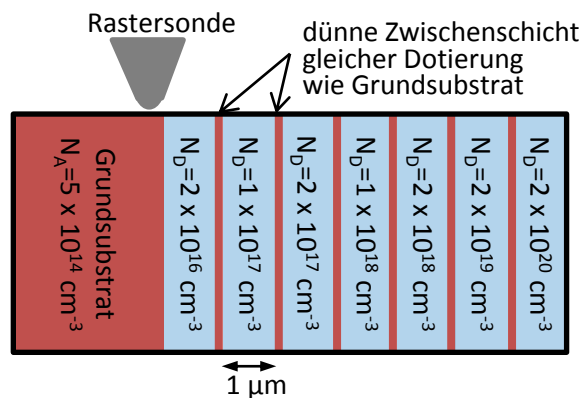 Rastersonde
dünne Zwischenschicht
gleicher Dotierung
wie Grundsubstrat
Grundsubstrat
N_A=5 x 10^14 cm^-3
N_D=2 x 10^16 cm^-3
N_D=1 x 10^17 cm^-3
N_D=2 x 10^17 cm^-3
N_D=1 x 10^18 cm^-3
N_D=2 x 10^18 cm^-3
N_D=2 x 10^19 cm^-3
N_D=2 x 10^20 cm^-3
1 µm